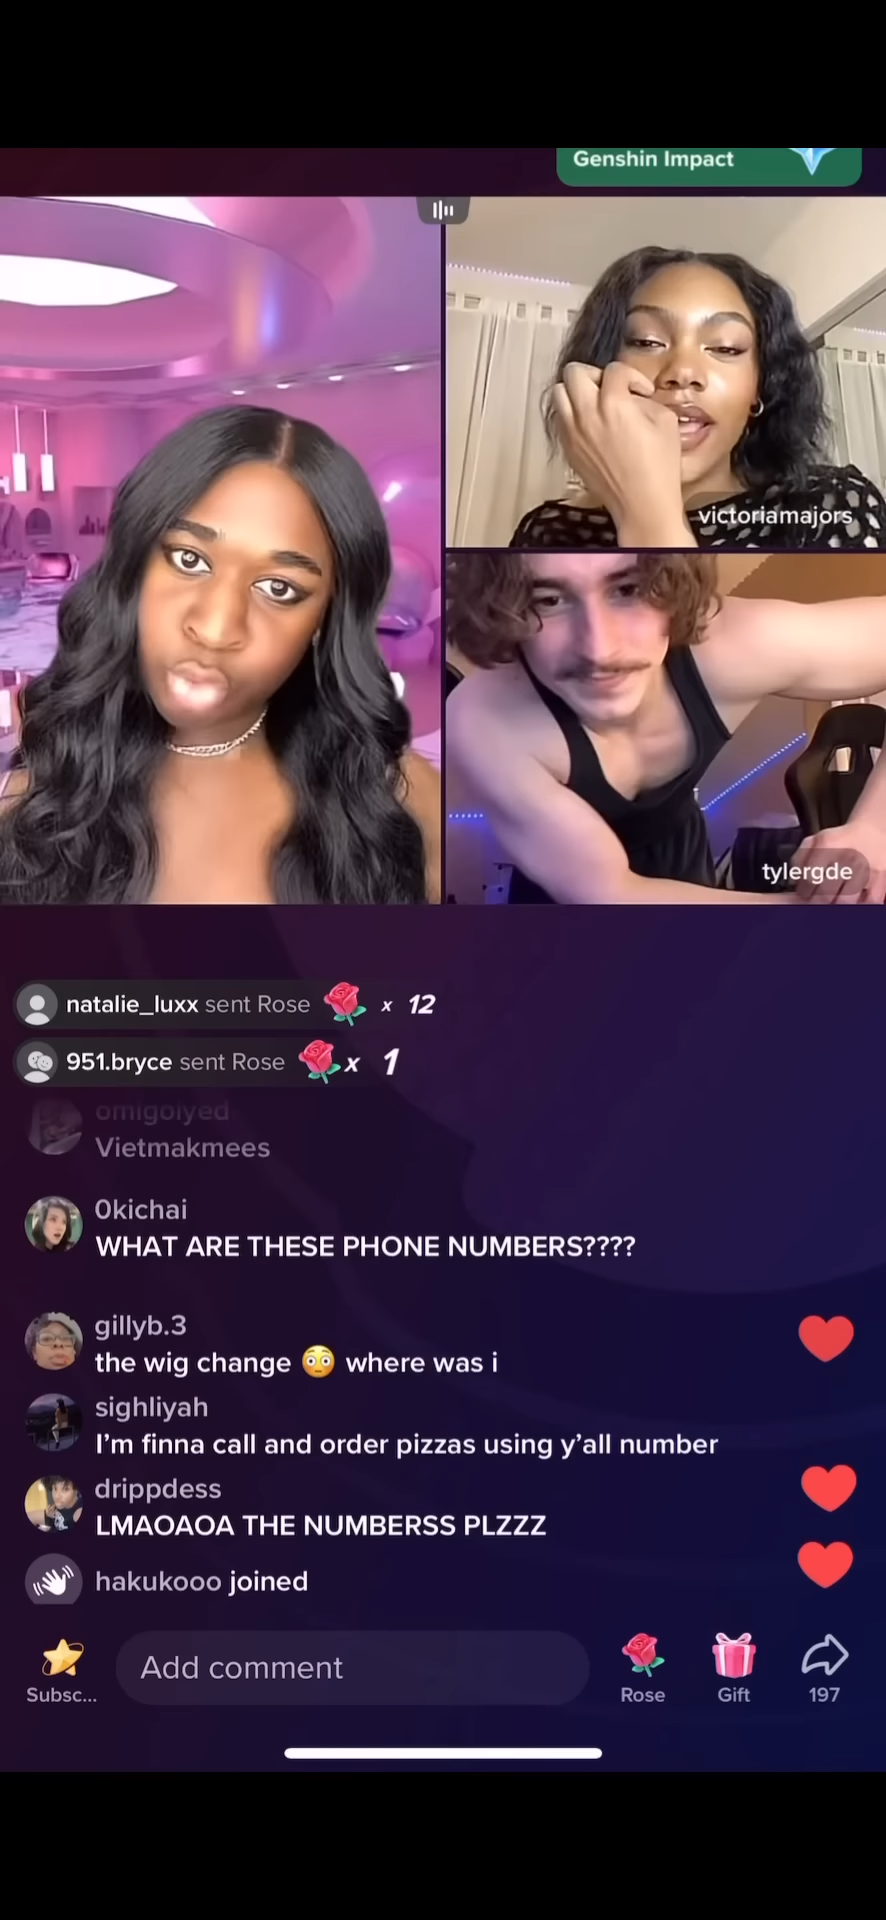 Genshin Impact
victoriamajors
tylergde
natalie_luxx sent Rose x 12
951.bryce sent Rose x 1
omigolyed
Vietmakmees
0kichai
WHAT ARE THESE PHONE NUMBERS????
gillyb.3
the wig change 😳 where was i
sighliyah
I'm finna call and order pizzas using y'all number
drippdess
LMAOAOA THE NUMBERSS PLZZZ
hakukooo joined
Add comment
Subsc... Rose Gift 197